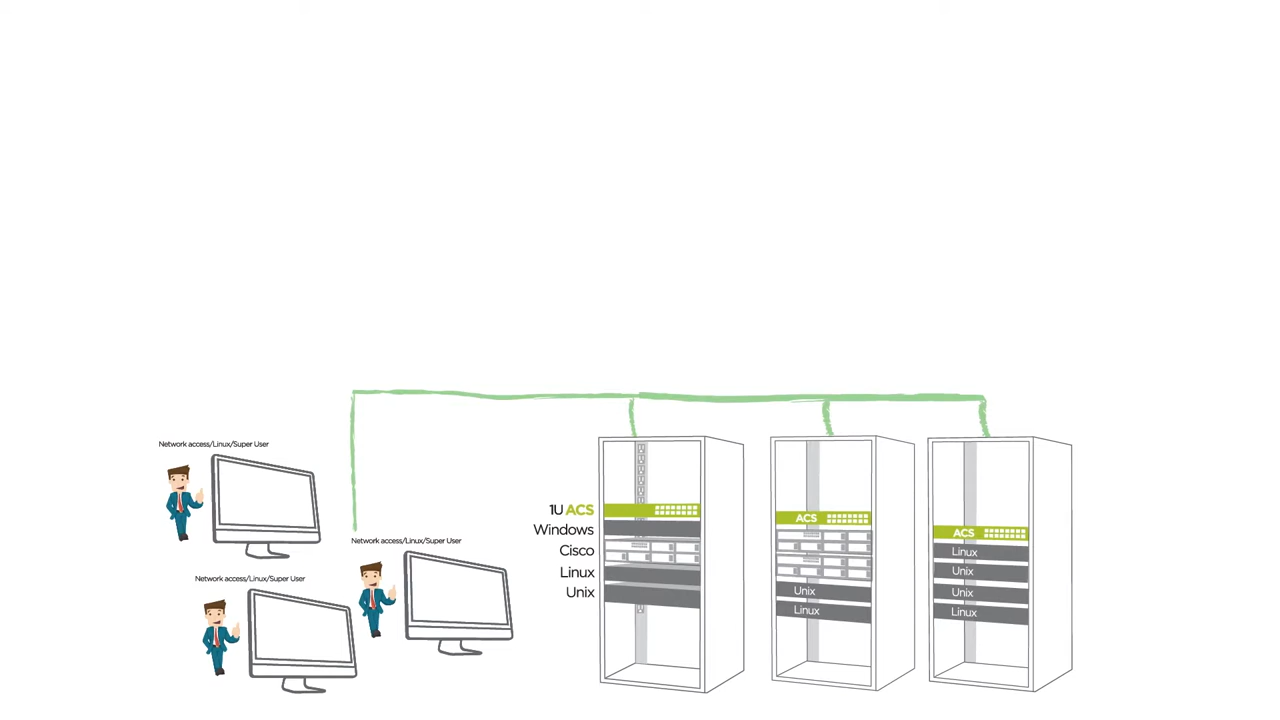 Network access/Linux/Super User
Network access/Linux/Super User
Network access/Linux/Super User
1U ACS
Windows
Cisco
Linux
Unix
ACS
Unix
Linux
ACS
Linux
Unix
Unix
Linux